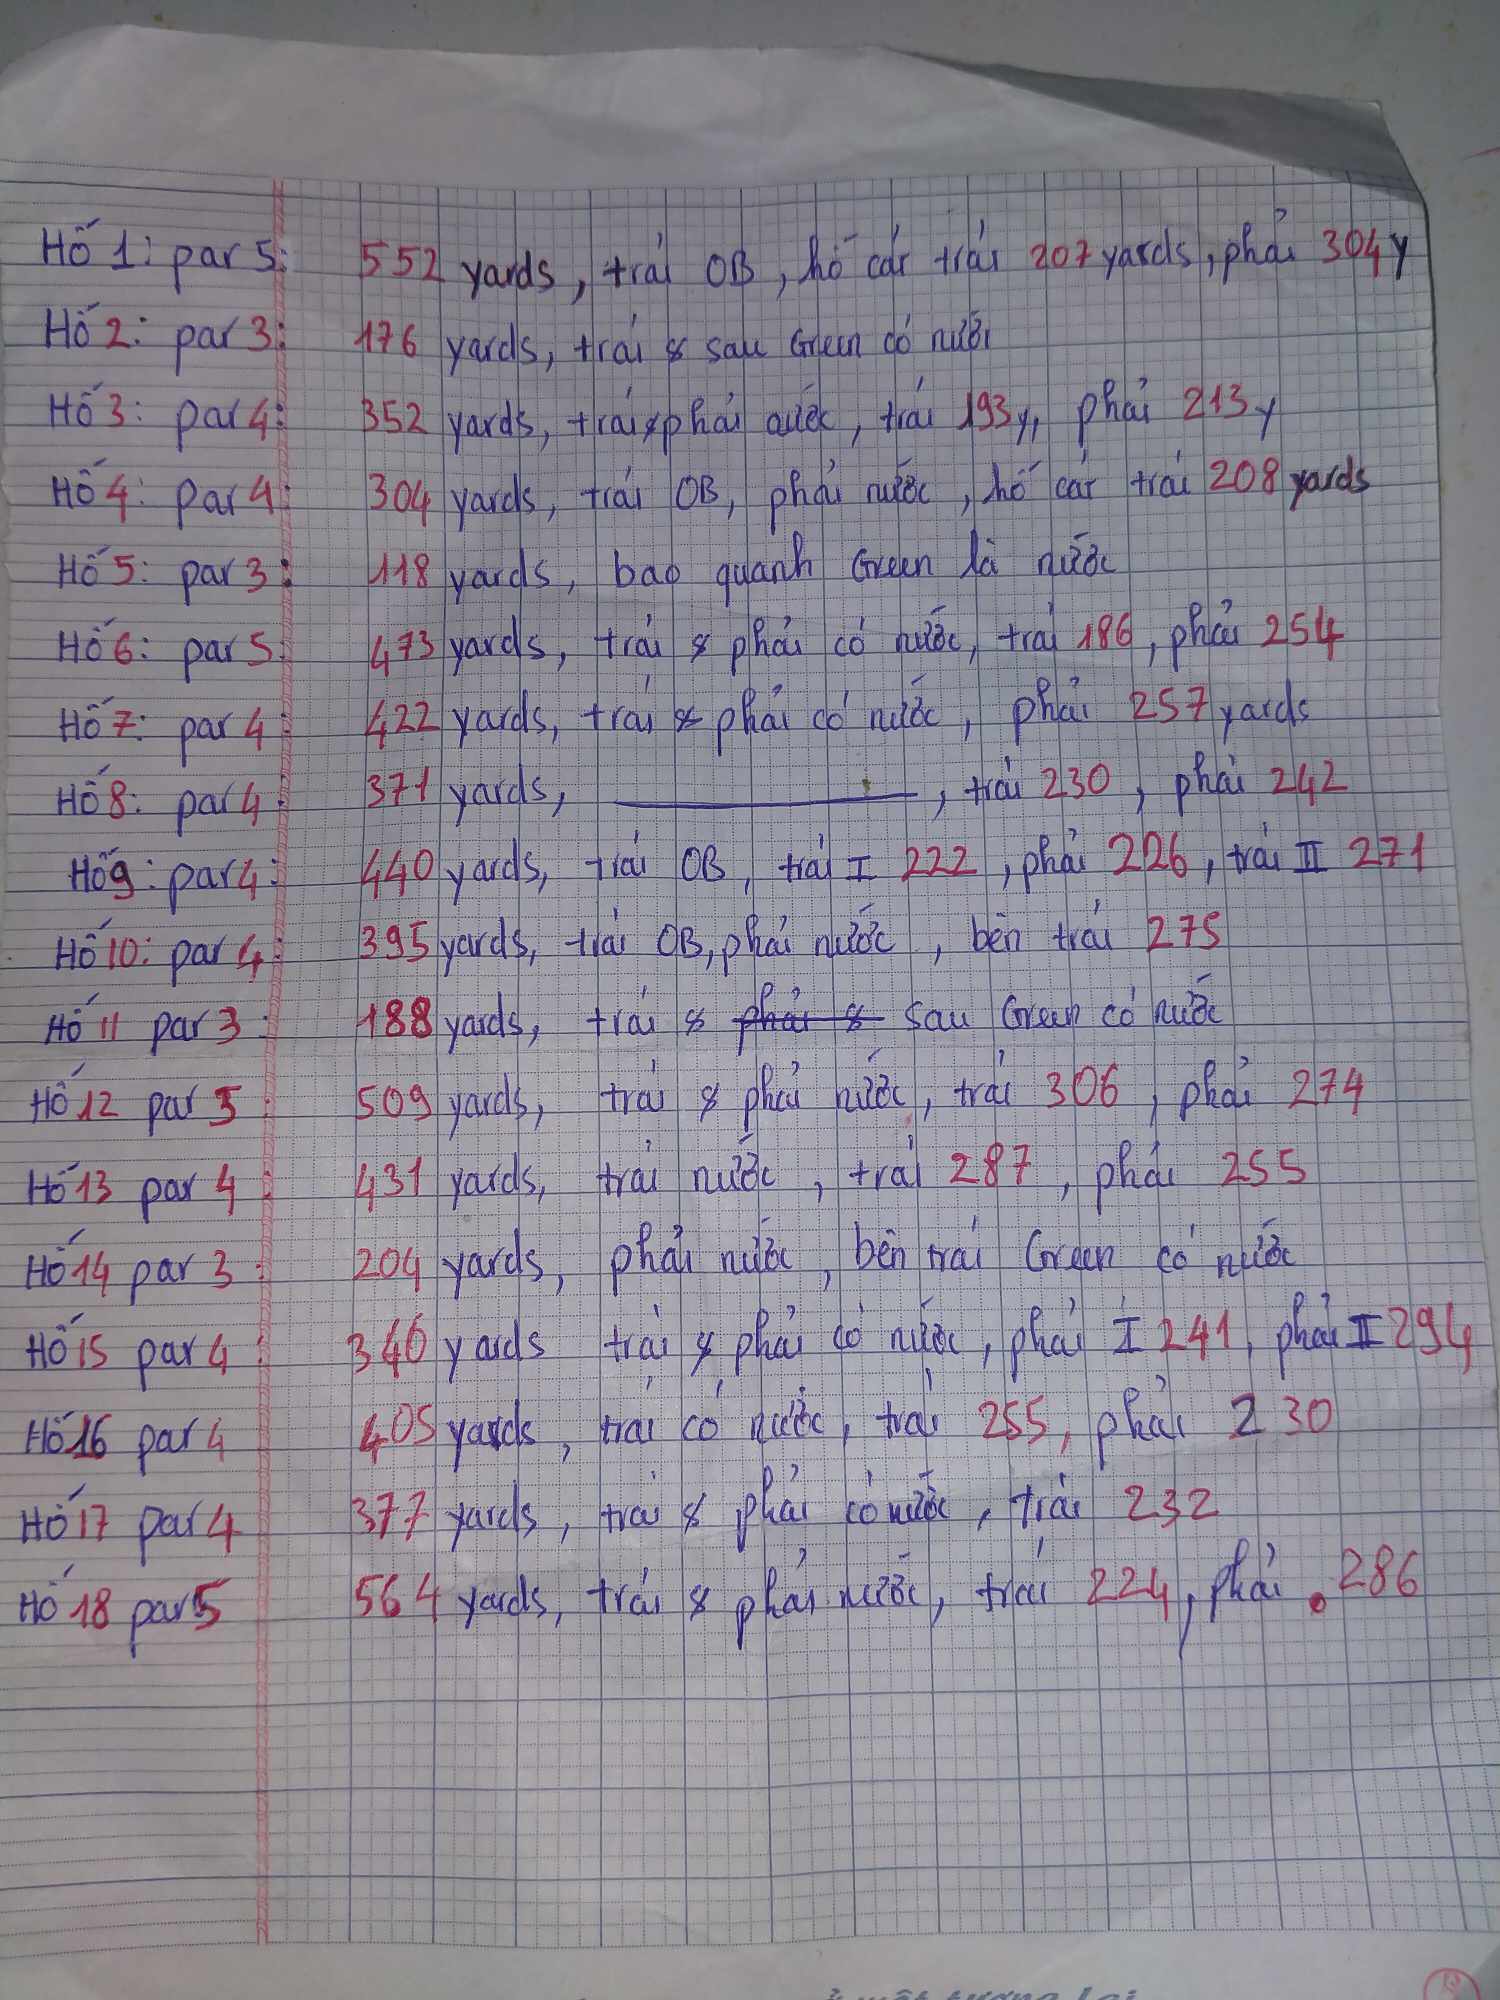 Hố 1: par 5: 552 yards, trái OB, hố cát trái 207 yards, phải 304y
Hố 2: par 3: 176 yards, trái & sau Green có nước
Hố 3: par 4: 352 yards, trái & phải nước, trái 193y, phải 213y
Hố 4: par 4: 304 yards, trái OB, phải nước, hố cát trái 208 yards
Hố 5: par 3: 118 yards, bao quanh Green là nước
Hố 6: par 5: 473 yards, trái & phải có nước, trái 186, phải 254
Hố 7: par 4: 422 yards, trái & phải có nước, phải 257 yards
Hố 8: par 4: 371 yards, ________, trái 230, phải 242
Hố 9: par 4: 440 yards, trái OB, trái I 222, phải 226, trái II 271
Hố 10: par 4: 395 yards, trái OB, phải nước, bên trái 275
Hố 11 par 3: 188 yards, trái & phải & sau Green có nước
Hố 12 par 5: 509 yards, trái & phải nước, trái 306, phải 274
Hố 13 par 4: 431 yards, trái nước, trái 287, phải 255
Hố 14 par 3: 204 yards, phải nước, bên trái Green có nước
Hố 15 par 4: 346 yards trái & phải có nước, phải I 241, phải II 294
Hố 16 par 4 405 yards, trái có nước, trái 255, phải 230
Hố 17 par 4 377 yards, trái & phải có nước, trái 232
Hố 18 par 5 564 yards, trái & phải nước, trái 224, phải 286